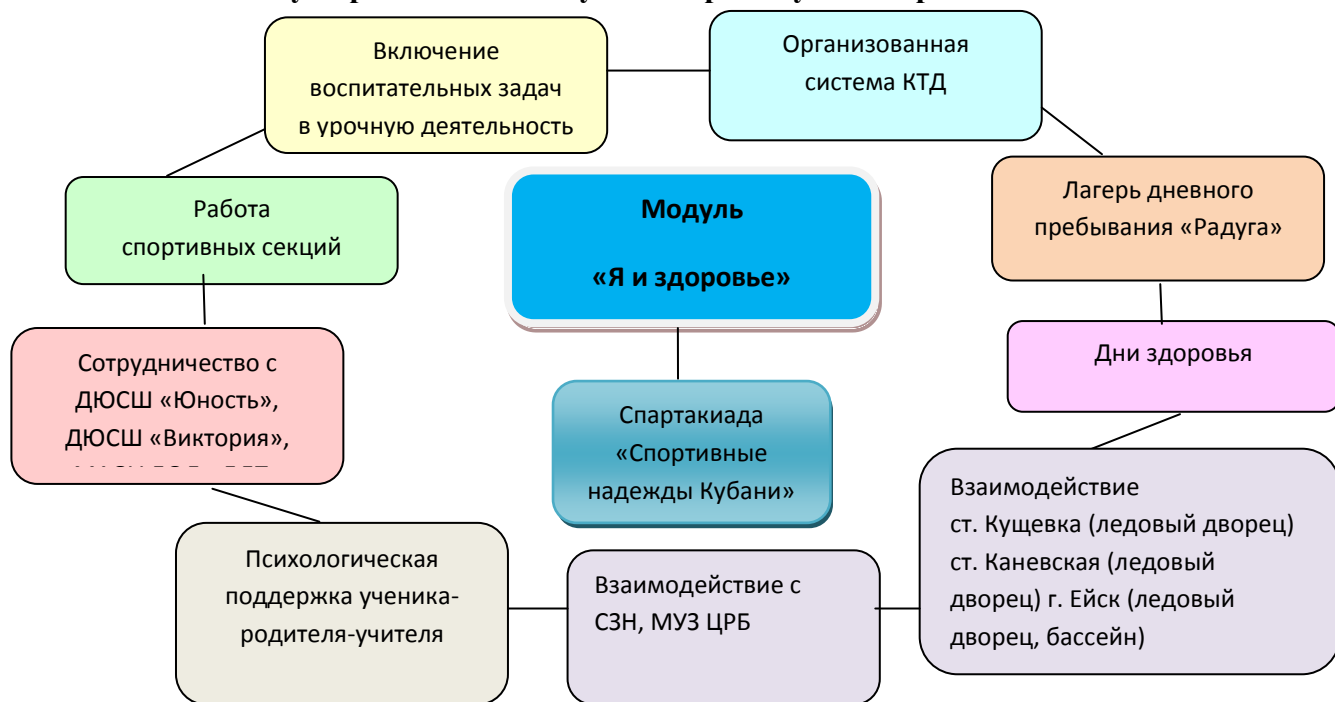 Включение
воспитательных задач
в урочную деятельность
Организованная
система КТД
Работа
спортивных секций
Модуль
«Я и здоровье»
Лагерь дневного
пребывания «Радуга»
Сотрудничество с
ДЮСШ «Юность»,
ДЮСШ «Виктория»,
Спартакиада
«Спортивные
надежды Кубани»
Дни здоровья
Психологическая
поддержка ученика-
родителя-учителя
Взаимодействие с
СЗН, МУЗ ЦРБ
Взаимодействие
ст. Кущевка (ледовый дворец)
ст. Каневская (ледовый
дворец) г. Ейск (ледовый
дворец, бассейн)